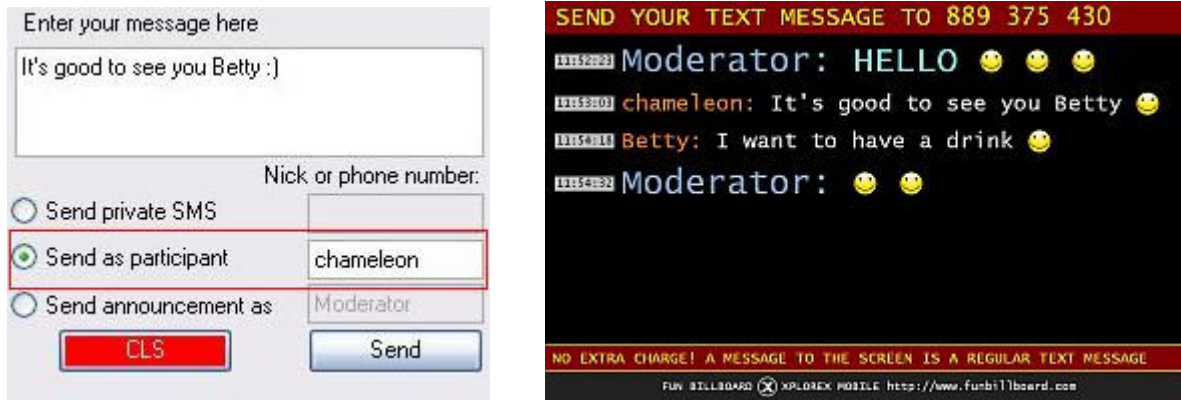 Enter your message here
It's good to see you Betty :)
Nick or phone number:
Send private SMS
Send as participant
chameleon
Send announcement as
Moderator
CLS
Send
SEND YOUR TEXT MESSAGE TO 889 375 430
11:52:23 Moderator: HELLO
11:53:03 chameleon: It's good to see you Betty
11:54:18 Betty: I want to have a drink
11:54:32 Moderator:
NO EXTRA CHARGE! A MESSAGE TO THE SCREEN IS A REGULAR TEXT MESSAGE
FUN BILLBOARD XPLOREX MOBILE http://www.funbillboard.com